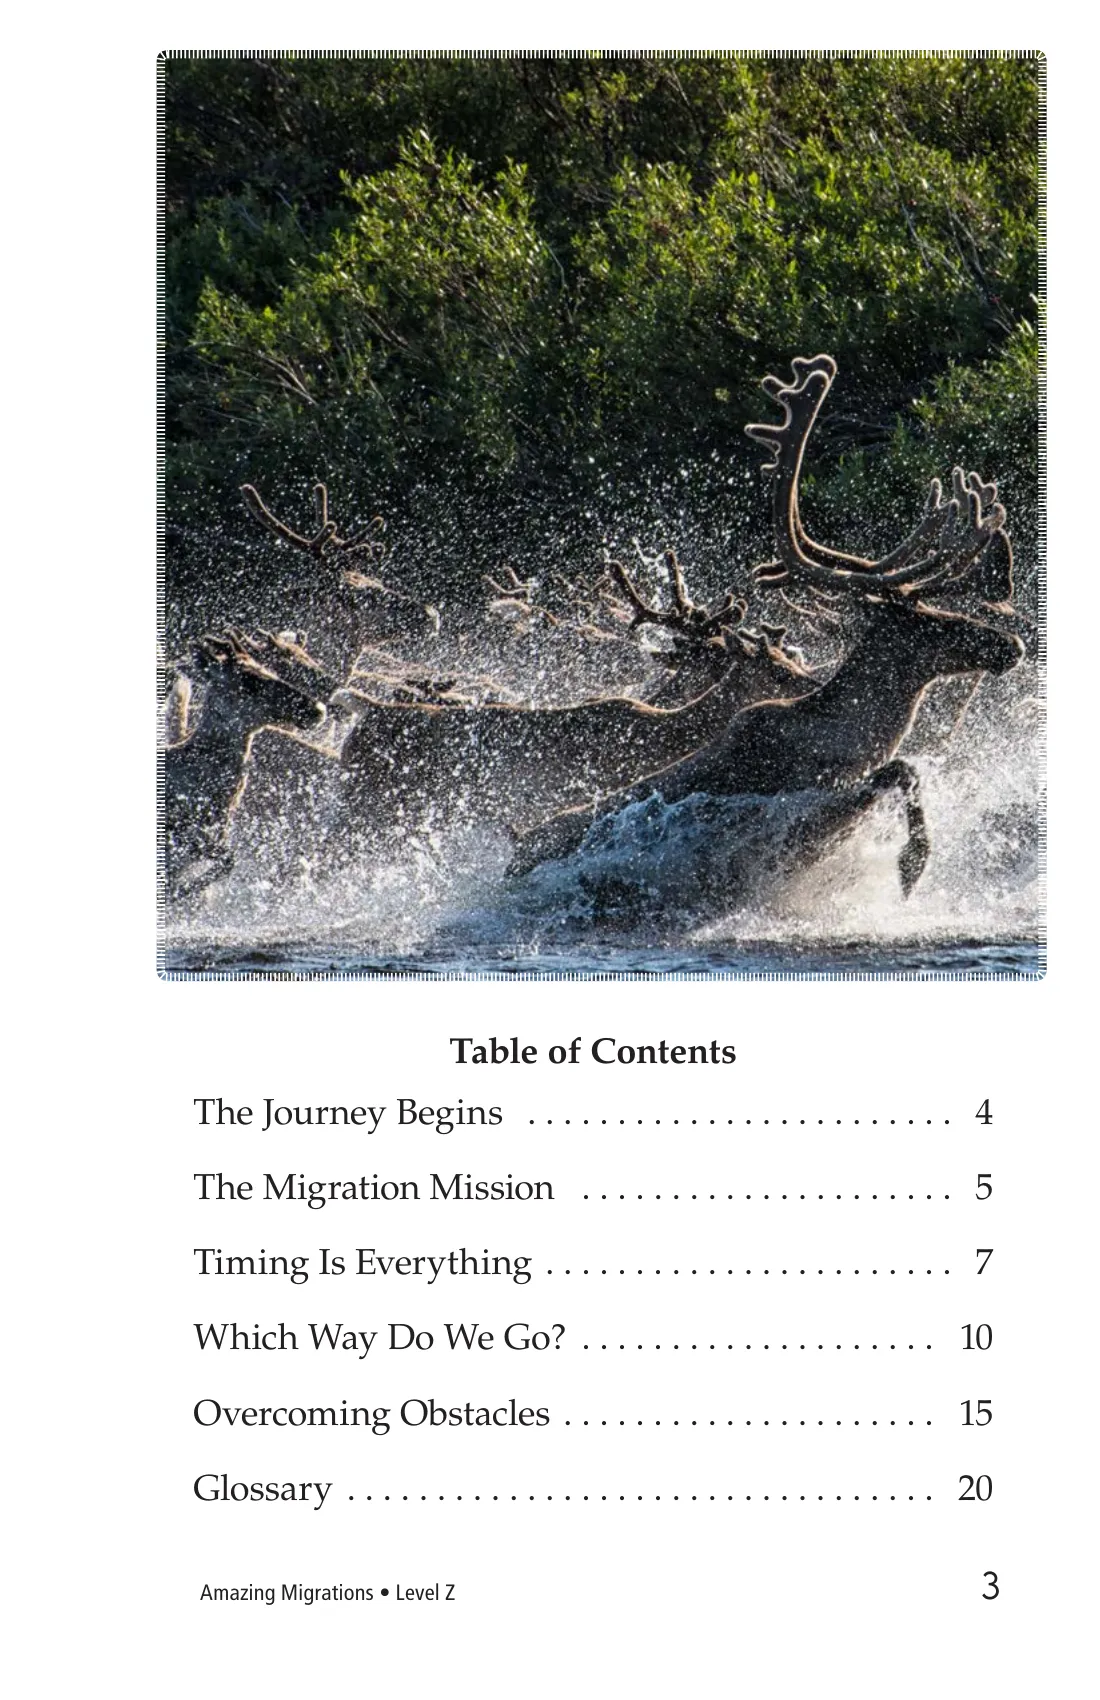 Table of Contents
The Journey Begins . . . . . . . . . . . . . . . . . . . . . . . . 4
The Migration Mission . . . . . . . . . . . . . . . . . . . . . 5
Timing Is Everything . . . . . . . . . . . . . . . . . . . . . . . 7
Which Way Do We Go? . . . . . . . . . . . . . . . . . . . . 10
Overcoming Obstacles . . . . . . . . . . . . . . . . . . . . . 15
Glossary . . . . . . . . . . . . . . . . . . . . . . . . . . . . . . . . . 20
Amazing Migrations • Level Z 3